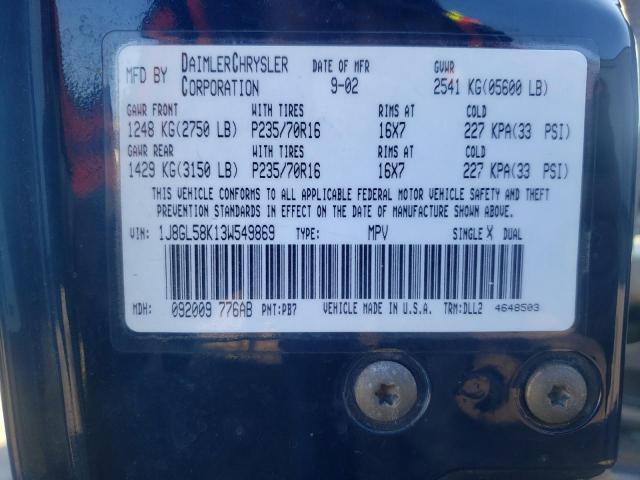 MFD BY DAIMLERCHRYSLER CORPORATION DATE OF MFR 9-02 GVWR 2541 KG(05600 LB)
GAWR FRONT WITH TIRES RIMS AT COLD
1248 KG(2750 LB) P235/70R16 16X7 227 KPA(33 PSI)
GAWR REAR WITH TIRES RIMS AT COLD
1429 KG(3150 LB) P235/70R16 16X7 227 KPA(33 PSI)
THIS VEHICLE CONFORMS TO ALL APPLICABLE FEDERAL MOTOR VEHICLE SAFETY AND THEFT
PREVENTION STANDARDS IN EFFECT ON THE DATE OF MANUFACTURE SHOWN ABOVE.
VIN: 1J8GL58K13W549869 TYPE: MPV SINGLE X DUAL
MDH: 092009 776AB PNT:PB7 VEHICLE MADE IN U.S.A. TRM:DLL2 4648503